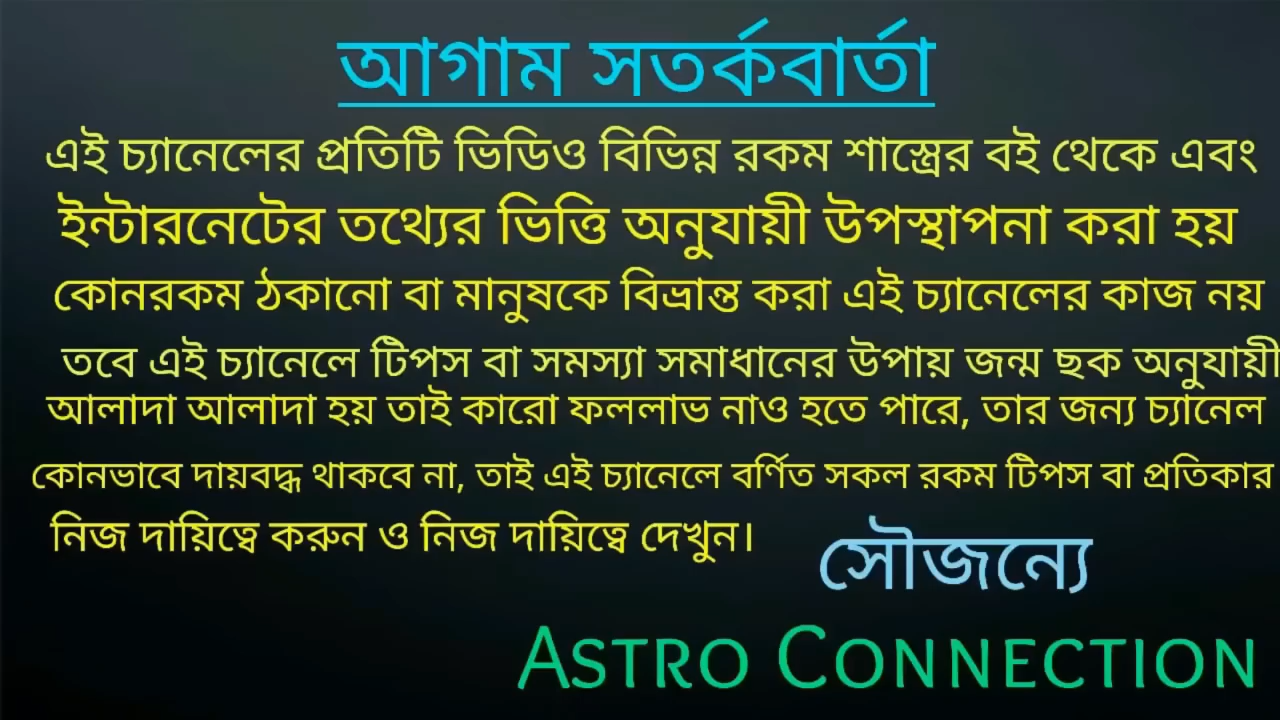 আগাম সতর্কবার্তা
এই চ্যানেলের প্রতিটি ভিডিও বিভিন্ন রকম শাস্ত্রের বই থেকে এবং
ইন্টারনেটের তথ্যের ভিত্তি অনুযায়ী উপস্থাপনা করা হয়
কোনরকম ঠকানো বা মানুষকে বিভ্রান্ত করা এই চ্যানেলের কাজ নয়
তবে এই চ্যানেলে টিপস বা সমস্যা সমাধানের উপায় জন্ম ছক অনুযায়ী
আলাদা আলাদা হয় তাই কারো ফললাভ নাও হতে পারে, তার জন্য চ্যানেল
কোনভাবে দায়বদ্ধ থাকবে না, তাই এই চ্যানেলে বর্ণিত সকল রকম টিপস বা প্রতিকার
নিজ দায়িত্বে করুন ও নিজ দায়িত্বে দেখুন।
সৌজন্যে
ASTRO CONNECTION